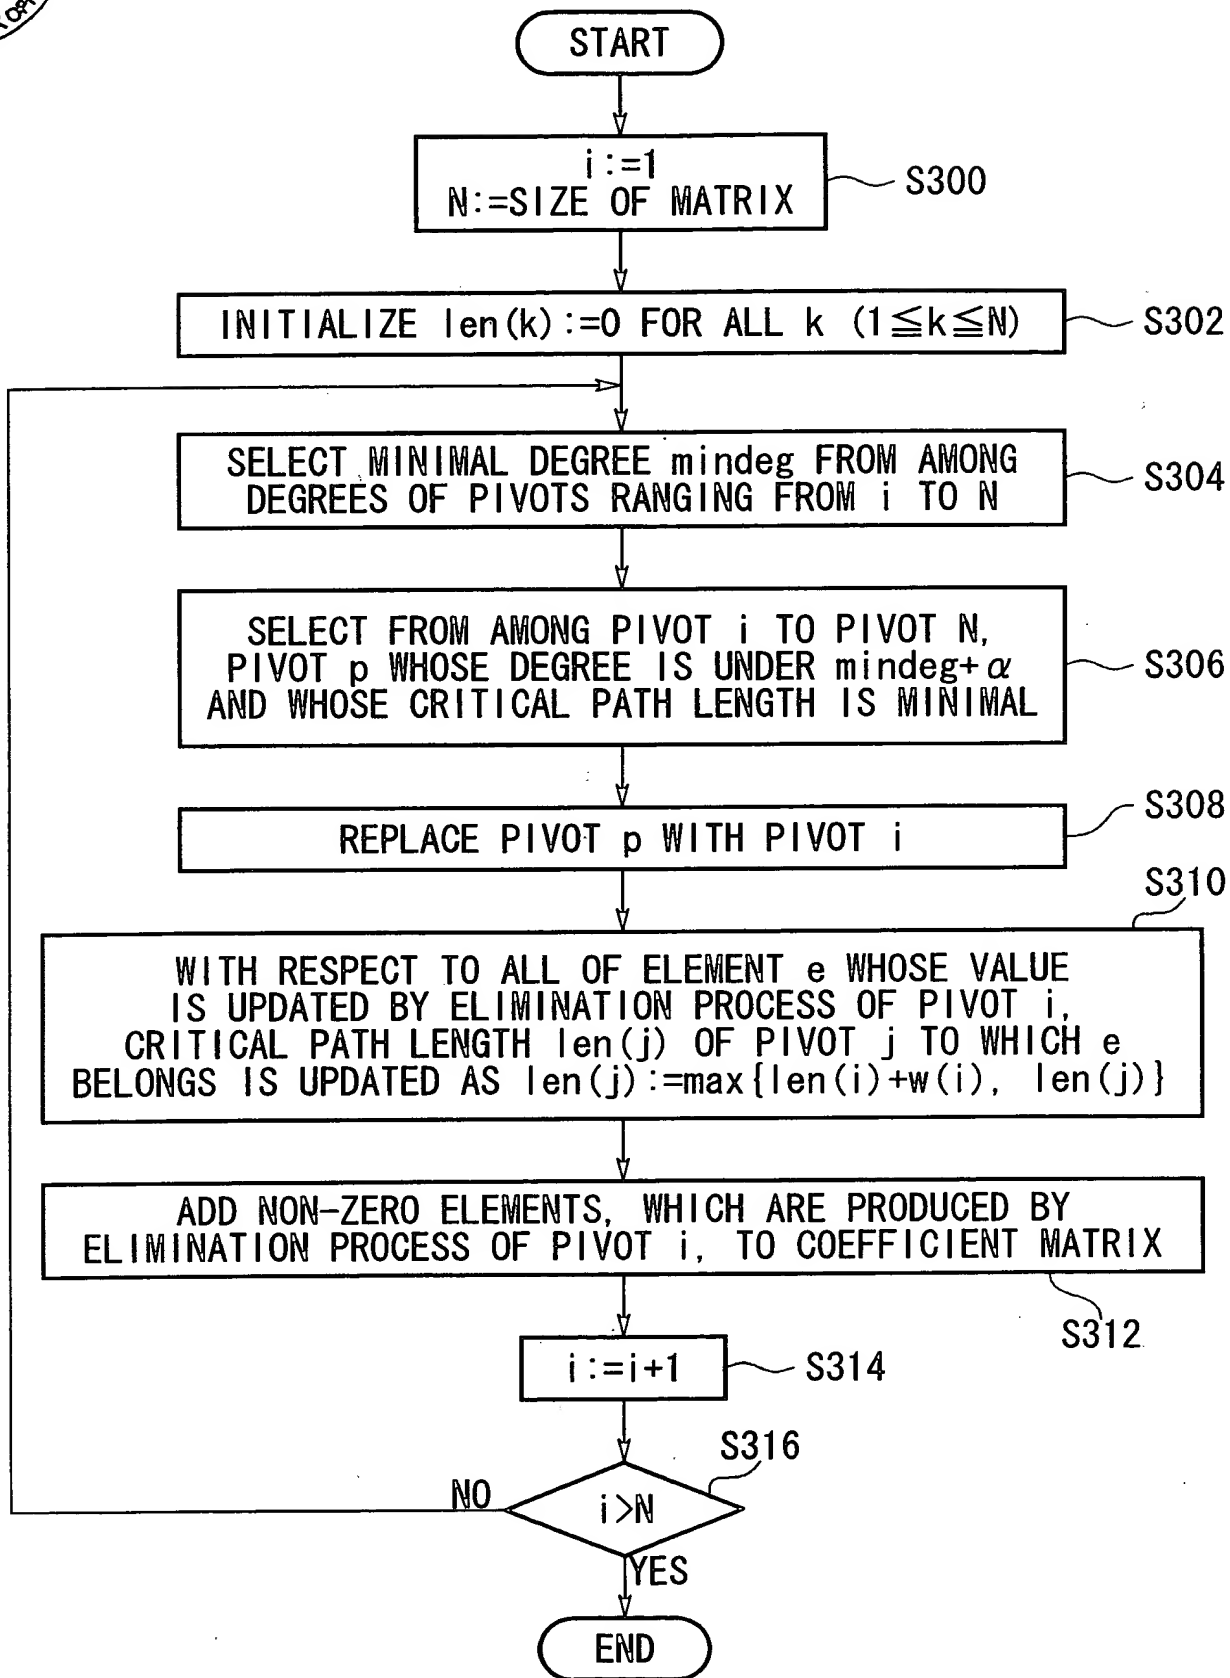 START
i:=1
N:=SIZE OF MATRIX
S300
INITIALIZE len(k):=0 FOR ALL k (1≦k≦N)
S302
SELECT MINIMAL DEGREE mindeg FROM AMONG
DEGREES OF PIVOTS RANGING FROM i TO N
S304
SELECT FROM AMONG PIVOT i TO PIVOT N,
PIVOT p WHOSE DEGREE IS UNDER mindeg+α
AND WHOSE CRITICAL PATH LENGTH IS MINIMAL
S306
REPLACE PIVOT p WITH PIVOT i
S308
S310
WITH RESPECT TO ALL OF ELEMENT e WHOSE VALUE
IS UPDATED BY ELIMINATION PROCESS OF PIVOT i,
CRITICAL PATH LENGTH len(j) OF PIVOT j TO WHICH e
BELONGS IS UPDATED AS len(j):=max{len(i)+w(i), len(j)}
ADD NON-ZERO ELEMENTS, WHICH ARE PRODUCED BY
ELIMINATION PROCESS OF PIVOT i, TO COEFFICIENT MATRIX
S312
i:=i+1
S314
S316
NO
i>N
YES
END